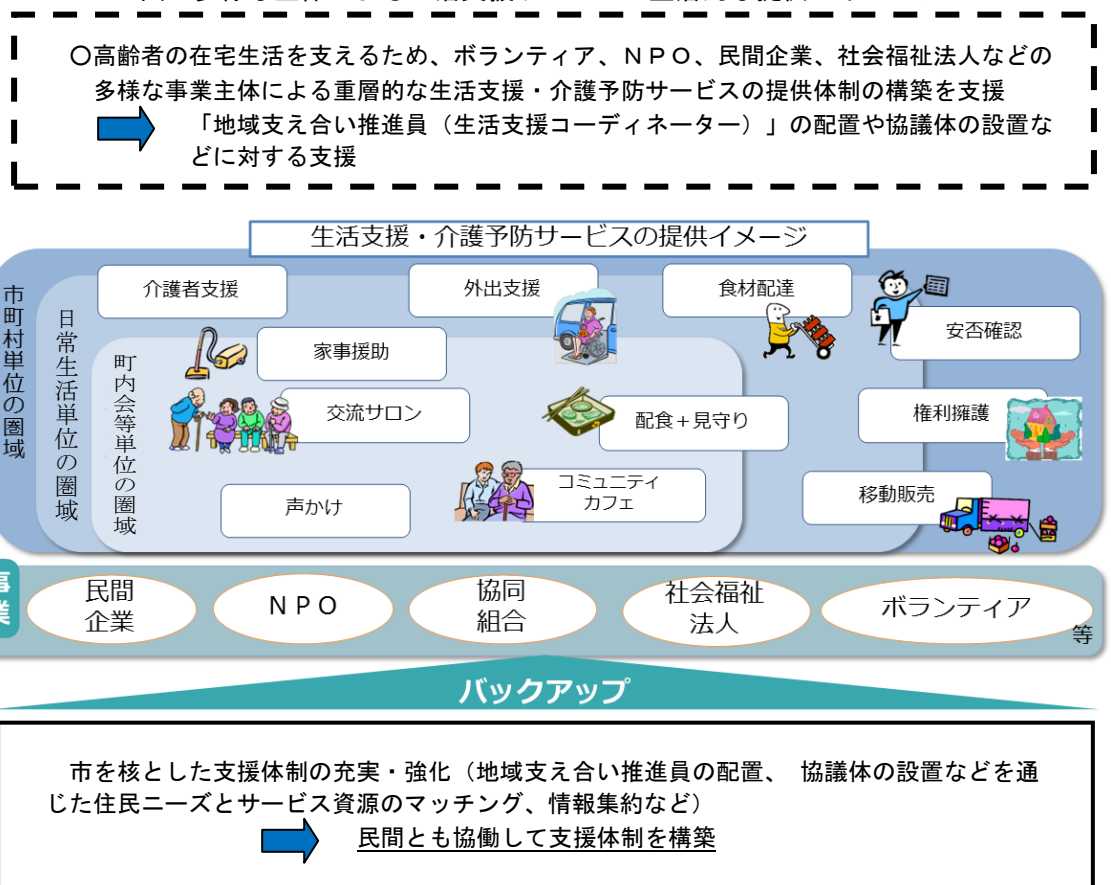 〇高齢者の在宅生活を支えるため、ボランティア、ＮＰＯ、民間企業、社会福祉法人などの
多様な事業主体による重層的な生活支援・介護予防サービスの提供体制の構築を支援
「地域支え合い推進員（生活支援コーディネーター）」の配置や協議体の設置な
どに対する支援
生活支援・介護予防サービスの提供イメージ
市町村単位の圏域
日常生活単位の圏域
町内会等単位の圏域
介護者支援
外出支援
食材配達
安否確認
家事援助
交流サロン
配食＋見守り
権利擁護
声かけ
コミュニティ
カフェ
移動販売
事業
民間
企業
ＮＰＯ
協同
組合
社会福祉
法人
ボランティア
等
バックアップ
市を核とした支援体制の充実・強化（地域支え合い推進員の配置、　協議体の設置などを通
じた住民ニーズとサービス資源のマッチング、情報集約など）
民間とも協働して支援体制を構築